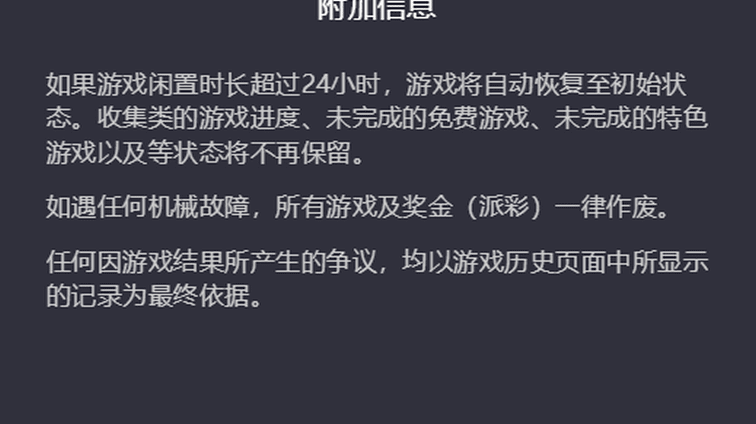 附加信息
如果游戏闲置时长超过24小时，游戏将自动恢复至初始状
态。收集类的游戏进度、未完成的免费游戏、未完成的特色
游戏以及等状态将不再保留。
如遇任何机械故障，所有游戏及奖金（派彩）一律作废。
任何因游戏结果所产生的争议，均以游戏历史页面中所显示
的记录为最终依据。